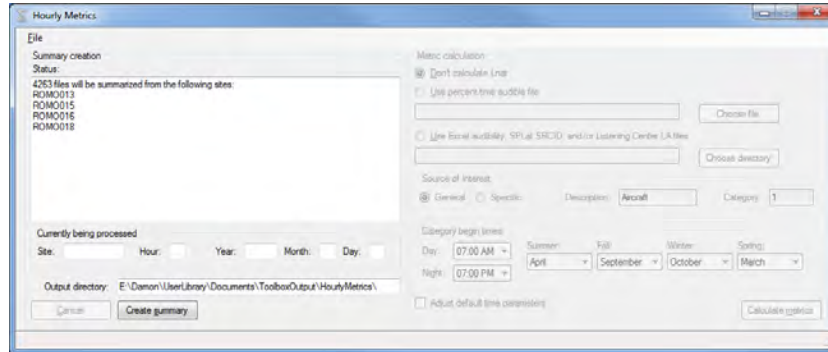 Hourly Metrics
File
Summary creation
Status:
4263 files will be summarized from the following sites:
ROMO013
ROMO015
ROMO016
ROMO018
Currently being processed
Site:
Hour:
Year:
Month:
Day:
Output directory:
E:\Damon\UserLibrary\Documents\ToolboxOutput\HourlyMetrics\
Cancel
Create summary
Metric calculation
Don't calculate Lnat
Use percent time audible file
Choose file
Use Excel audibility, SPLat SRCID, and/or Listening Center LA files
Choose directory
Source of interest:
General
Specific
Description:
Aircraft
Category:
1
Category begin times:
Day:
07:00 AM
Night:
07:00 PM
Summer:
April
Fall:
September
Winter:
October
Spring:
March
Adjust default time parameters
Calculate metrics